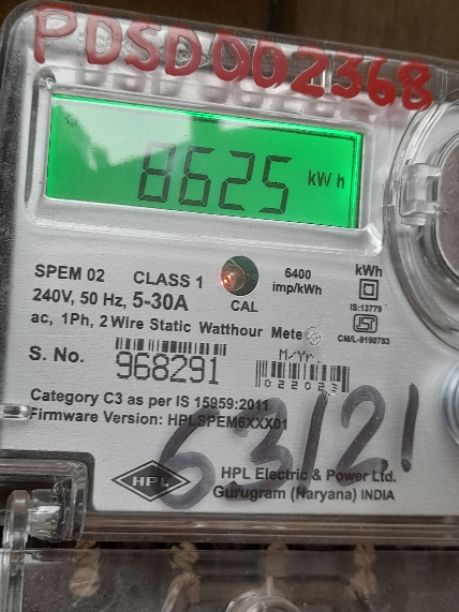 PDSD002368
8625 kWh
SPEM 02 CLASS 1 6400 imp/kWh kWh
240V, 50 Hz, 5-30A CAL IS:13779
ac, 1Ph, 2 Wire Static Watthour Meter CM/L-9190783
S. No. 968291 M/Yr. 022023
Category C3 as per IS 15959:2011
Firmware Version: HPLSPEM6XXX01
63121
HPL HPL Electric & Power Ltd.
Gurugram (Haryana) INDIA